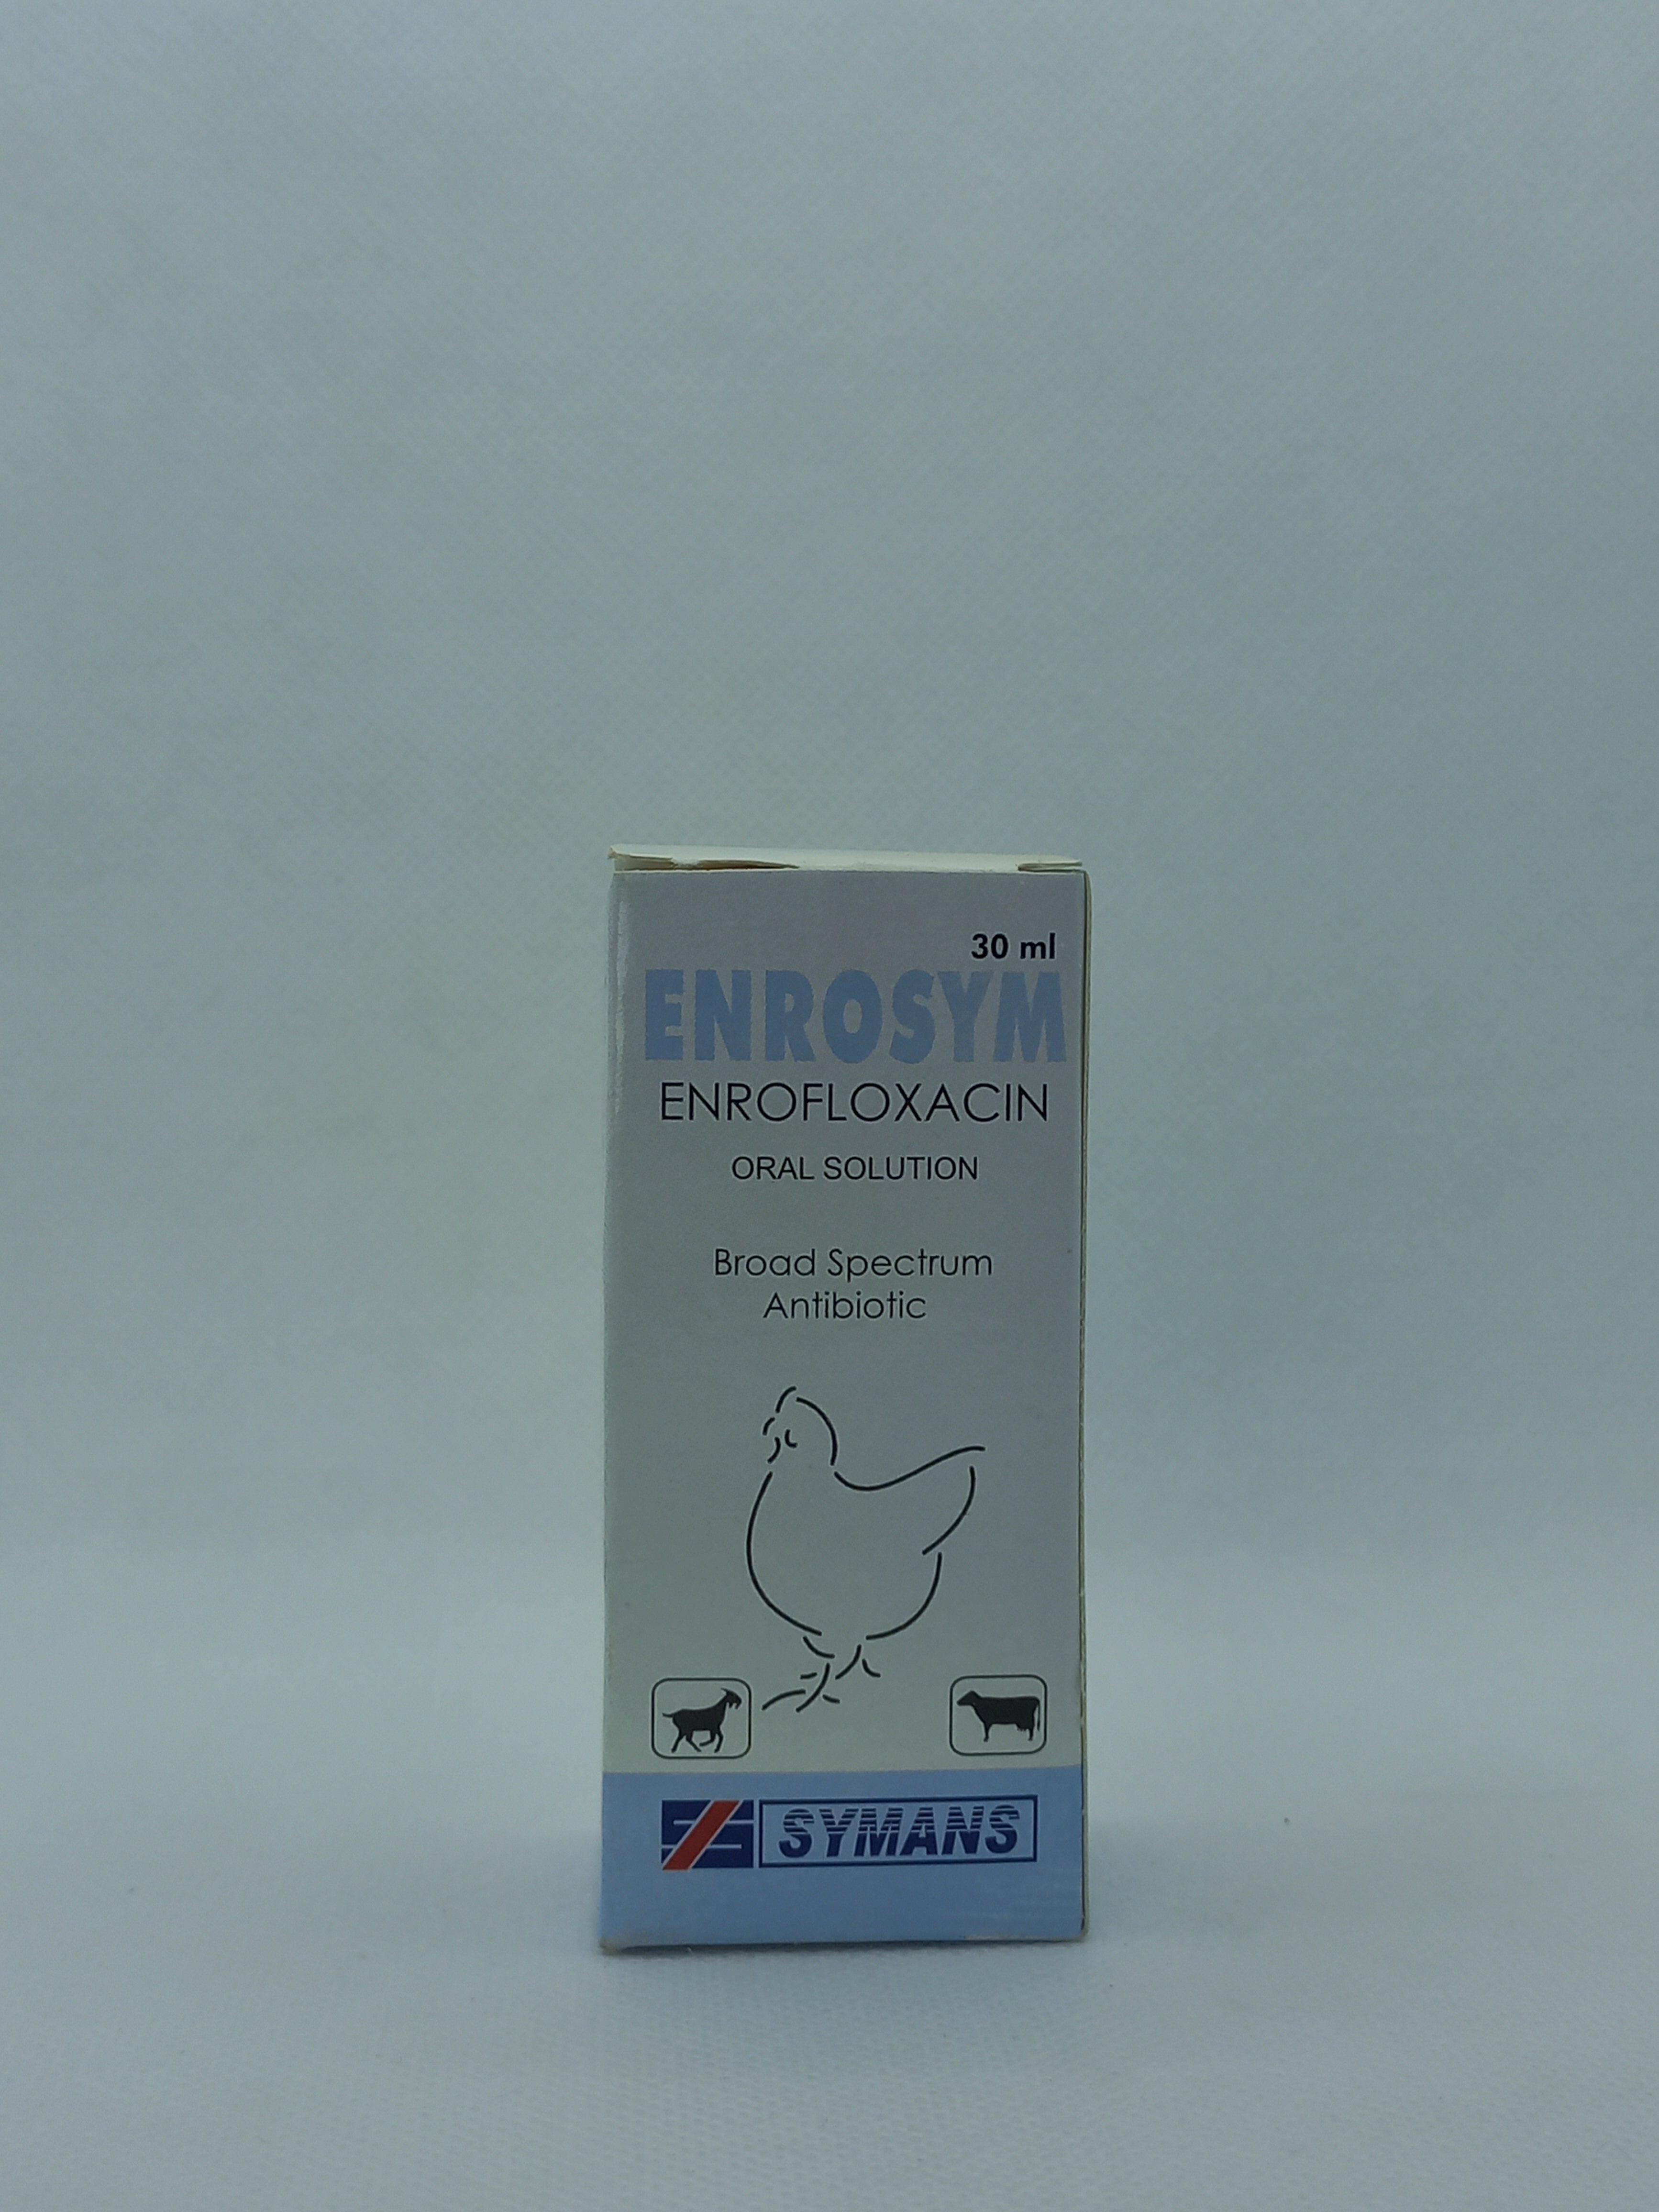 30 ml
ENROSYM
ENROFLOXACIN
ORAL SOLUTION
Broad Spectrum
Antibiotic
SYMANS